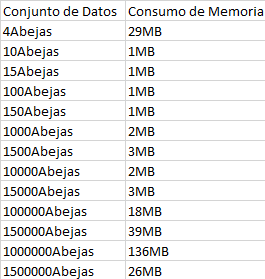 Conjunto de Datos Consumo de Memoria
4Abejas 29MB
10Abejas 1MB
15Abejas 1MB
100Abejas 1MB
150Abejas 1MB
1000Abejas 2MB
1500Abejas 3MB
10000Abejas 2MB
15000Abejas 3MB
100000Abejas 18MB
150000Abejas 39MB
1000000Abejas 136MB
1500000Abejas 26MB